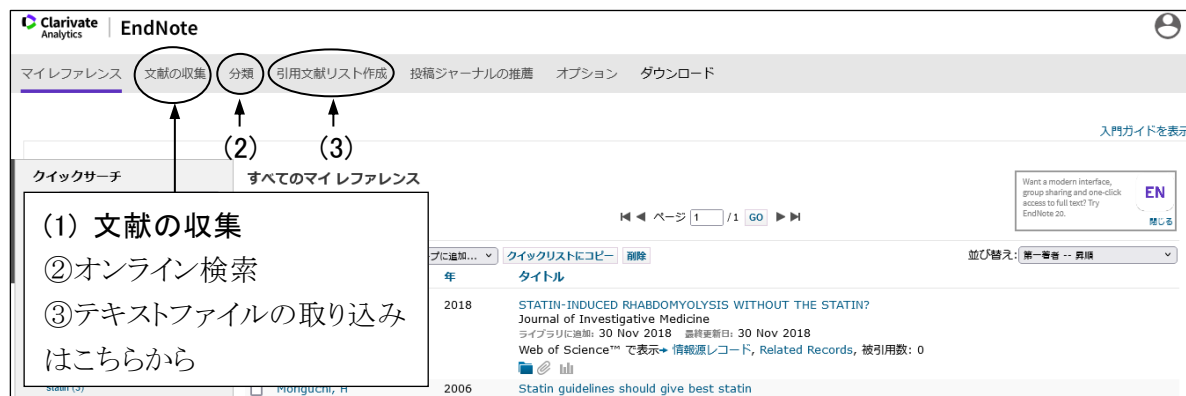 Clarivate
Analytics
EndNote
マイレファレンス 文献の収集 分類 引用文献リスト作成 投稿ジャーナルの推薦 オプション ダウンロード
(2) (3)
入門ガイドを表示
クイックサーチ
すべてのマイ レファレンス
Want a modern interface,
group sharing and one-click
access to full text? Try
EndNote 20.
EN
閉じる
ページ 1 /1 GO
(1) 文献の収集
②オンライン検索
③テキストファイルの取り込み
はこちらから
プに追加... クイックリストにコピー 削除
並び替え: 第一著者 -- 昇順
年 タイトル
2018 STATIN-INDUCED RHABDOMYOLYSIS WITHOUT THE STATIN?
Journal of Investigative Medicine
ライブラリに追加: 30 Nov 2018 最終更新日: 30 Nov 2018
Web of Science™ で表示→ 情報源レコード, Related Records, 被引用数: 0
statin (3)
Moriguchi, H 2006 Statin guidelines should give best statin